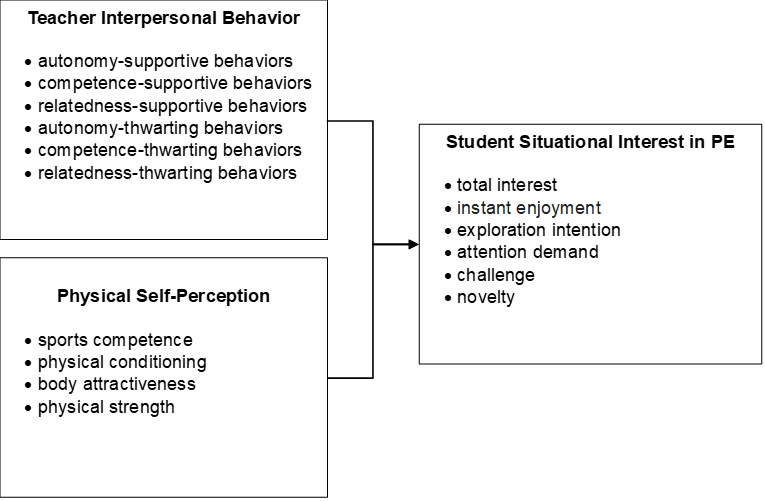 Teacher Interpersonal Behavior
• autonomy-supportive behaviors
• competence-supportive behaviors
• relatedness-supportive behaviors
• autonomy-thwarting behaviors
• competence-thwarting behaviors
• relatedness-thwarting behaviors
Physical Self-Perception
• sports competence
• physical conditioning
• body attractiveness
• physical strength
Student Situational Interest in PE
• total interest
• instant enjoyment
• exploration intention
• attention demand
• challenge
• novelty